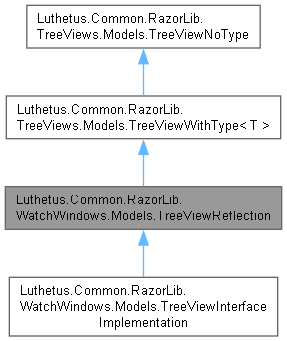 Luthetus.Common.RazorLib.
TreeViews.Models.TreeViewNoType
Luthetus.Common.RazorLib.
TreeViews.Models.TreeViewWithType< T >
Luthetus.Common.RazorLib.
WatchWindows.Models.TreeViewReflection
Luthetus.Common.RazorLib.
WatchWindows.Models.TreeViewInterface
Implementation